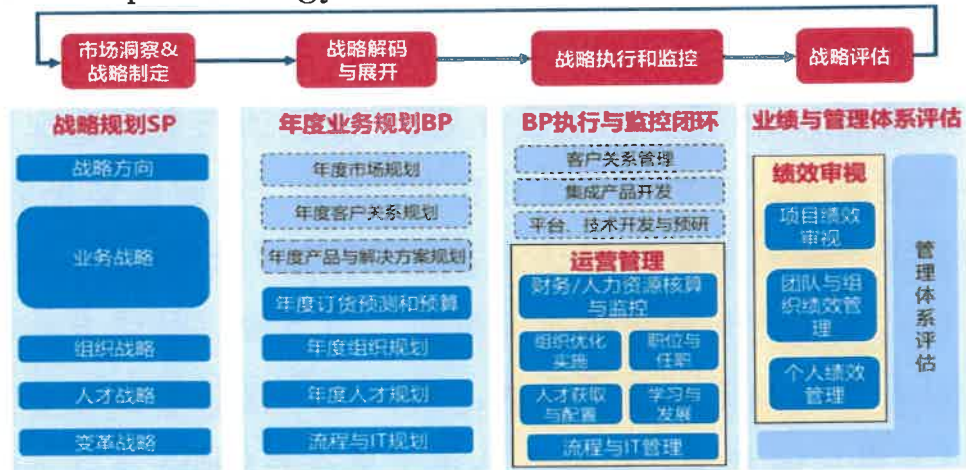 市场洞察&
战略制定
战略解码
与展开
战略执行和监控
战略评估
战略规划SP
战略方向
业务战略
组织战略
人才战略
变革战略
年度业务规划BP
年度市场规划
年度客户关系规划
年度产品与解决方案规划
年度订货预测和预算
年度组织规划
年度人才规划
流程与IT规划
BP执行与监控闭环
客户关系管理
集成产品开发
平台、技术开发与预研
运营管理
财务/人力资源核算
与监控
组织优化
实施
职位与
任职
人才获取
与配置
学习与
发展
流程与IT管理
业绩与管理体系评估
绩效审视
项目绩效
审视
团队与组
织绩效管
理
个人绩效
管理
管理体系评估